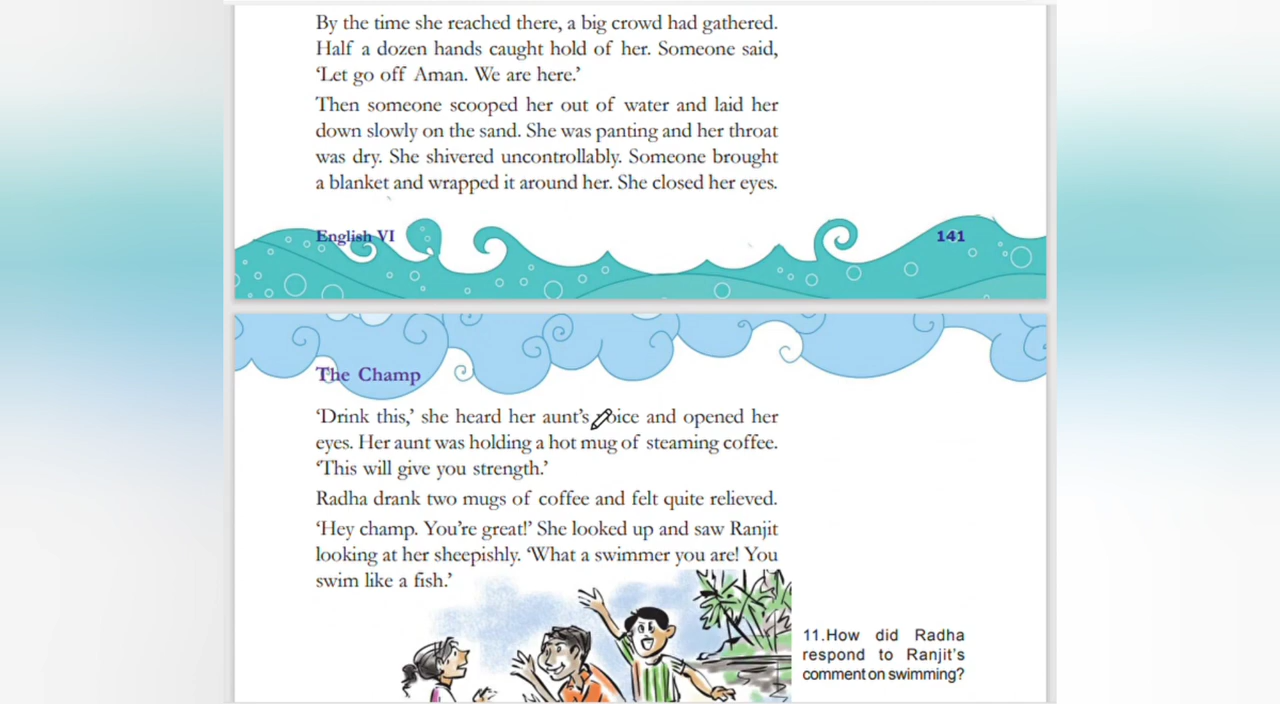 By the time she reached there, a big crowd had gathered.
Half a dozen hands caught hold of her. Someone said,
‘Let go off Aman. We are here.’
Then someone scooped her out of water and laid her
down slowly on the sand. She was panting and her throat
was dry. She shivered uncontrollably. Someone brought
a blanket and wrapped it around her. She closed her eyes.
English VI
141
The Champ
‘Drink this,’ she heard her aunt’s voice and opened her
eyes. Her aunt was holding a hot mug of steaming coffee.
‘This will give you strength.’
Radha drank two mugs of coffee and felt quite relieved.
‘Hey champ. You’re great!’ She looked up and saw Ranjit
looking at her sheepishly. ‘What a swimmer you are! You
swim like a fish.’
11.How did Radha
respond to Ranjit’s
comment on swimming?